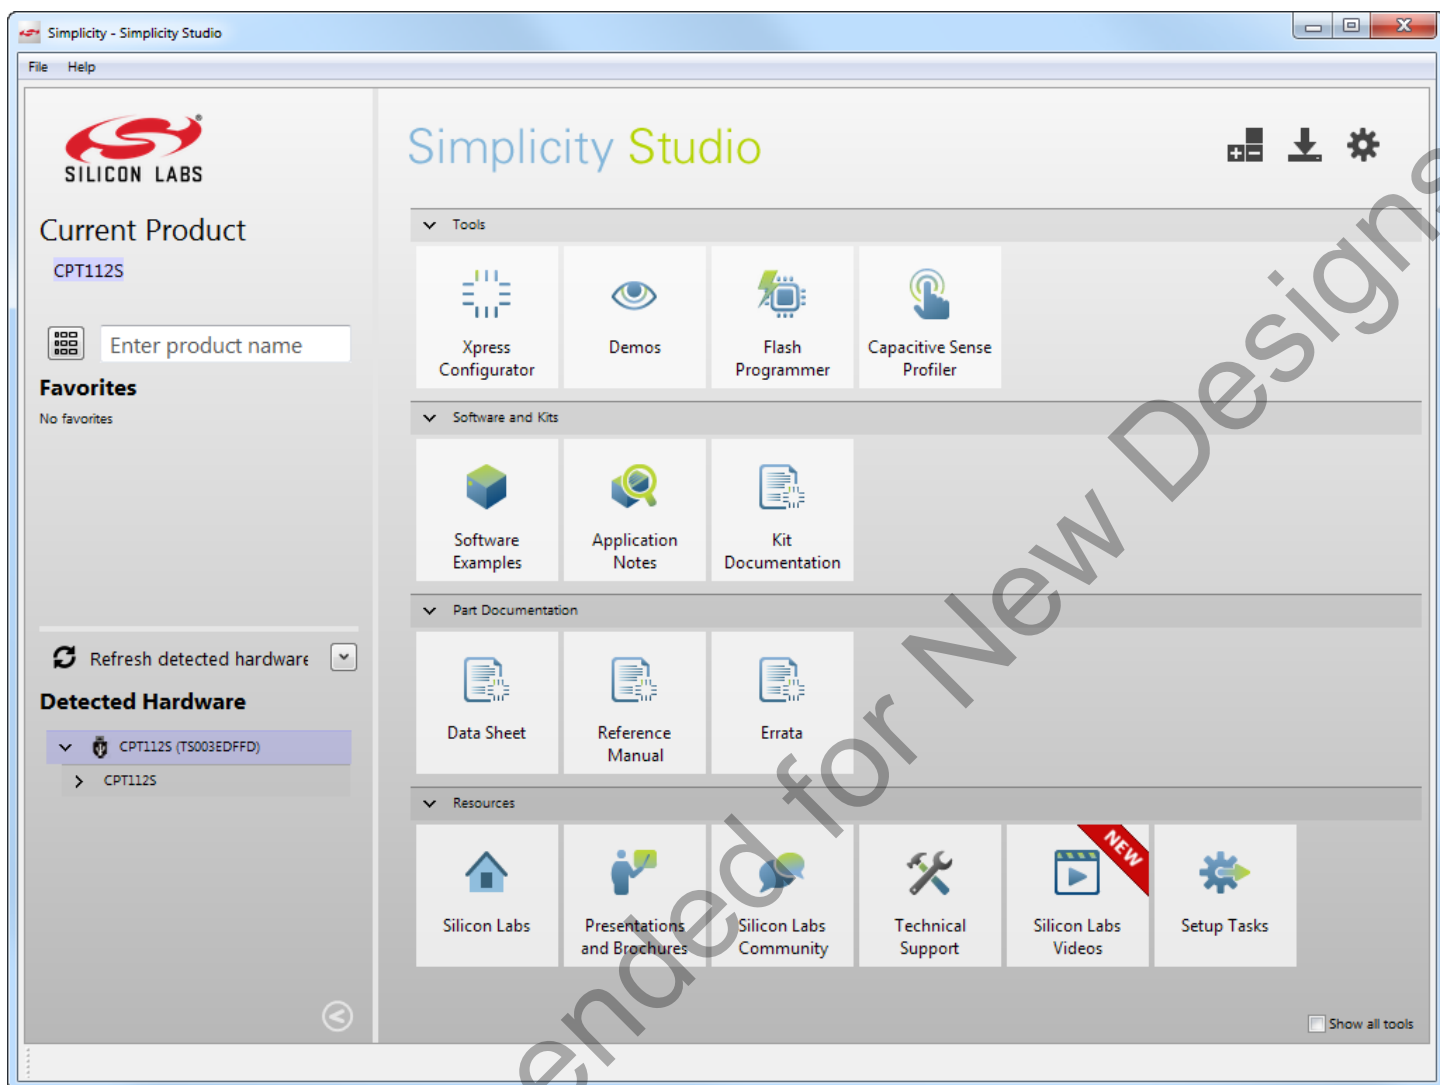 Simplicity - Simplicity Studio
File Help
SILICON LABS
®
Simplicity Studio
Current Product
CPT112S
Enter product name
Favorites
No favorites
Refresh detected hardware
Detected Hardware
CPT112S (TS003EDFFD)
CPT112S
Tools
Xpress
Configurator
Demos
Flash
Programmer
Capacitive Sense
Profiler
Software and Kits
Software
Examples
Application
Notes
Kit
Documentation
Part Documentation
Data Sheet
Reference
Manual
Errata
Resources
Silicon Labs
Presentations
and Brochures
Silicon Labs
Community
Technical
Support
NEW
Silicon Labs
Videos
Setup Tasks
Show all tools
ended for New Designs